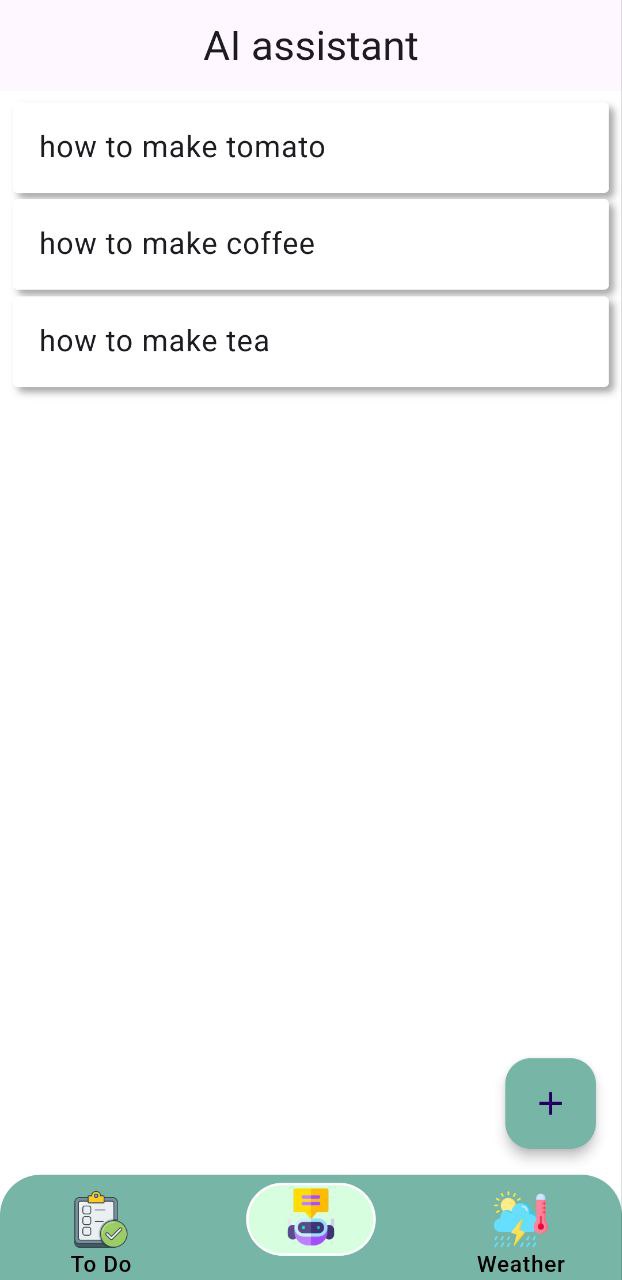 AI assistant
how to make tomato
how to make coffee
how to make tea
+
To Do
Weather